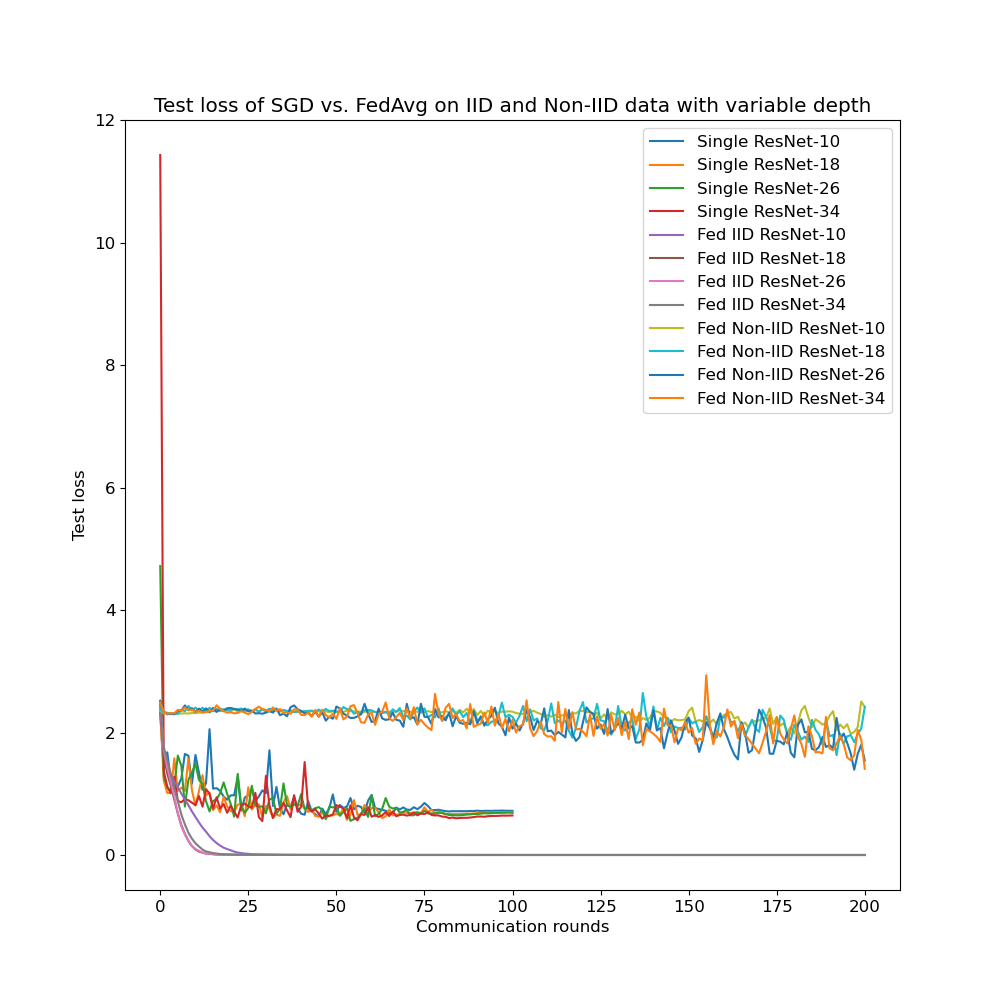 Test loss of SGD vs. FedAvg on IID and Non-IID data with variable depth
12
10
8
6
4
2
0
Test loss
Single ResNet-10
Single ResNet-18
Single ResNet-26
Single ResNet-34
Fed IID ResNet-10
Fed IID ResNet-18
Fed IID ResNet-26
Fed IID ResNet-34
Fed Non-IID ResNet-10
Fed Non-IID ResNet-18
Fed Non-IID ResNet-26
Fed Non-IID ResNet-34
0 25 50 75 100 125 150 175 200
Communication rounds